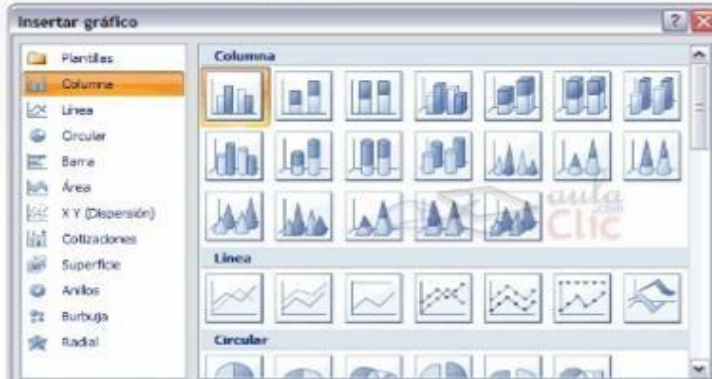 Insertar gráfico
Plantillas
Columna
Línea
Circular
Barra
Área
X Y (Dispersión)
Cotizaciones
Superficie
Anillos
Burbuja
Radial
Columna
aula
Clic
.com
Línea
Circular